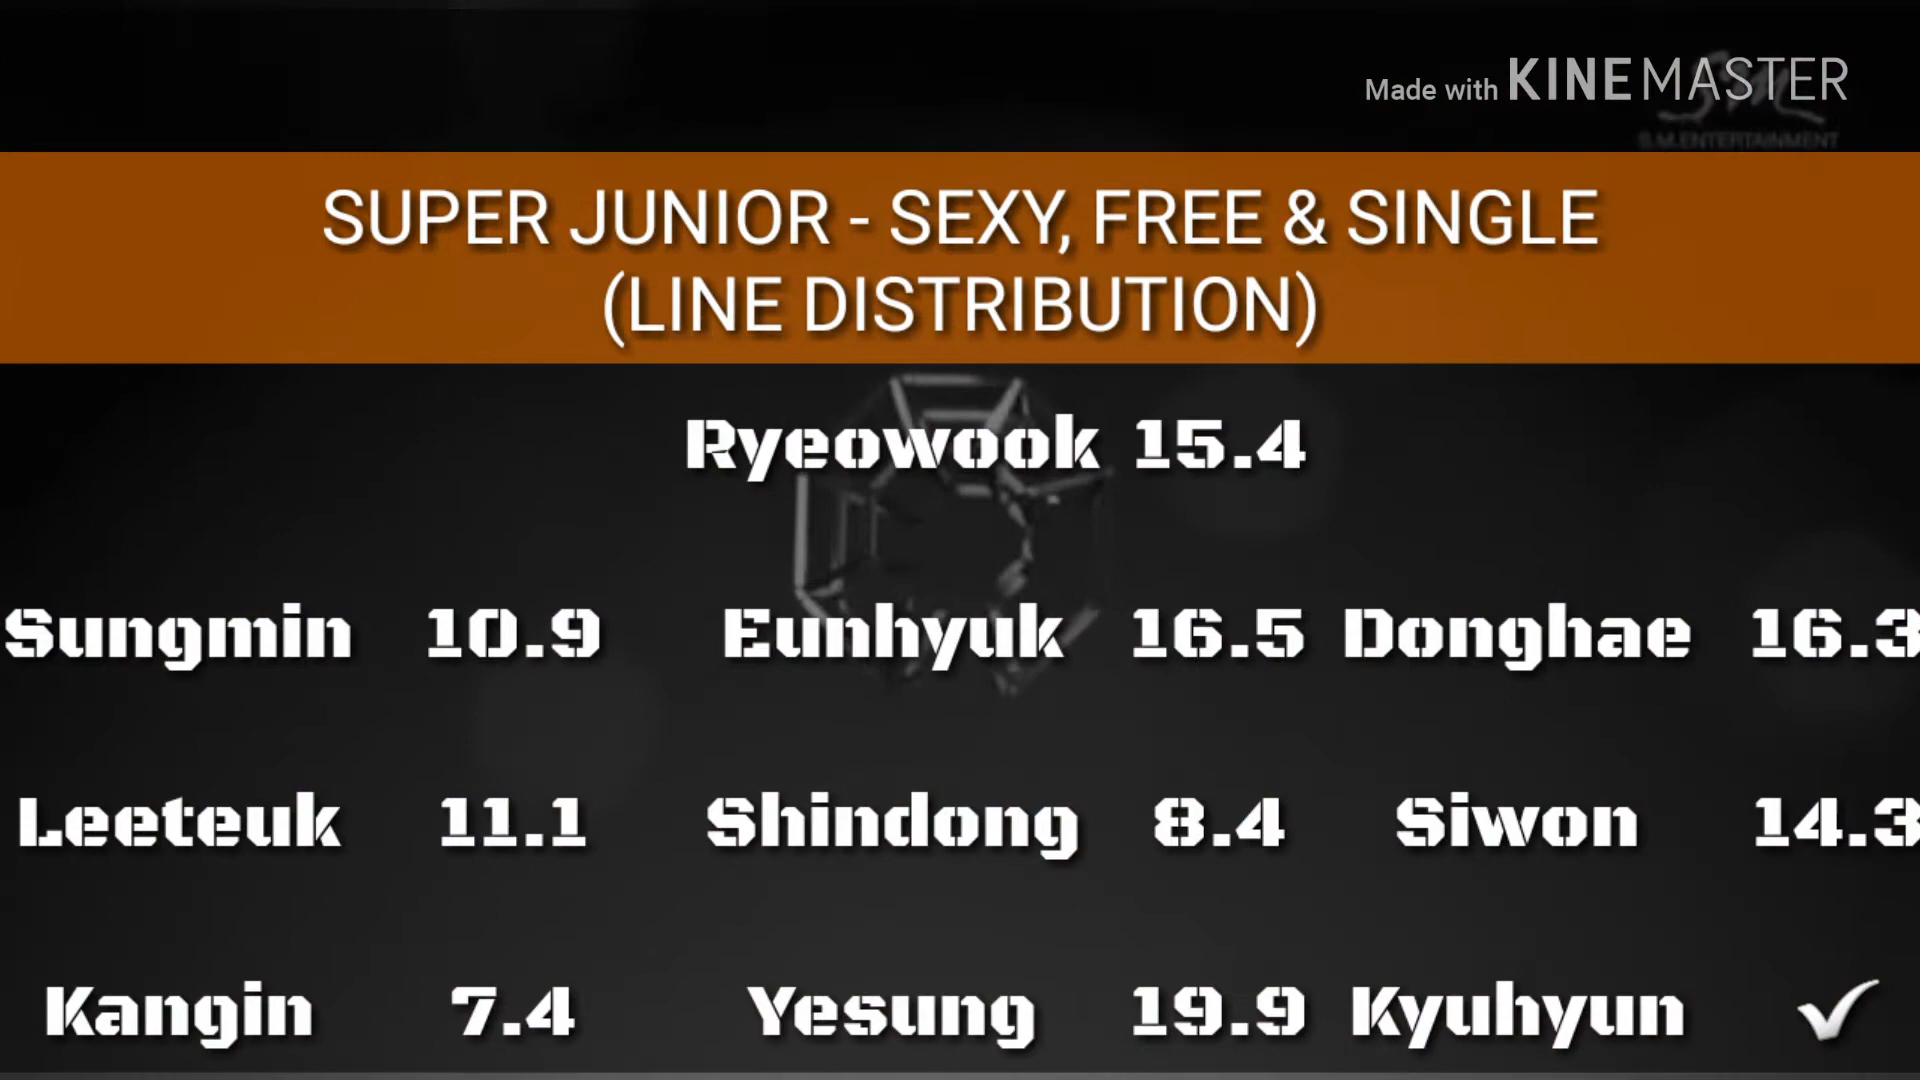 Made with KINEMASTER
S.M.ENTERTAINMENT
SUPER JUNIOR - SEXY, FREE & SINGLE
(LINE DISTRIBUTION)
Ryeowook 15.4
Sungmin 10.9 Eunhyuk 16.5 Donghae 16.3
Leeteuk 11.1 Shindong 8.4 Siwon 14.3
Kangin 7.4 Yesung 19.9 Kyuhyun ✓